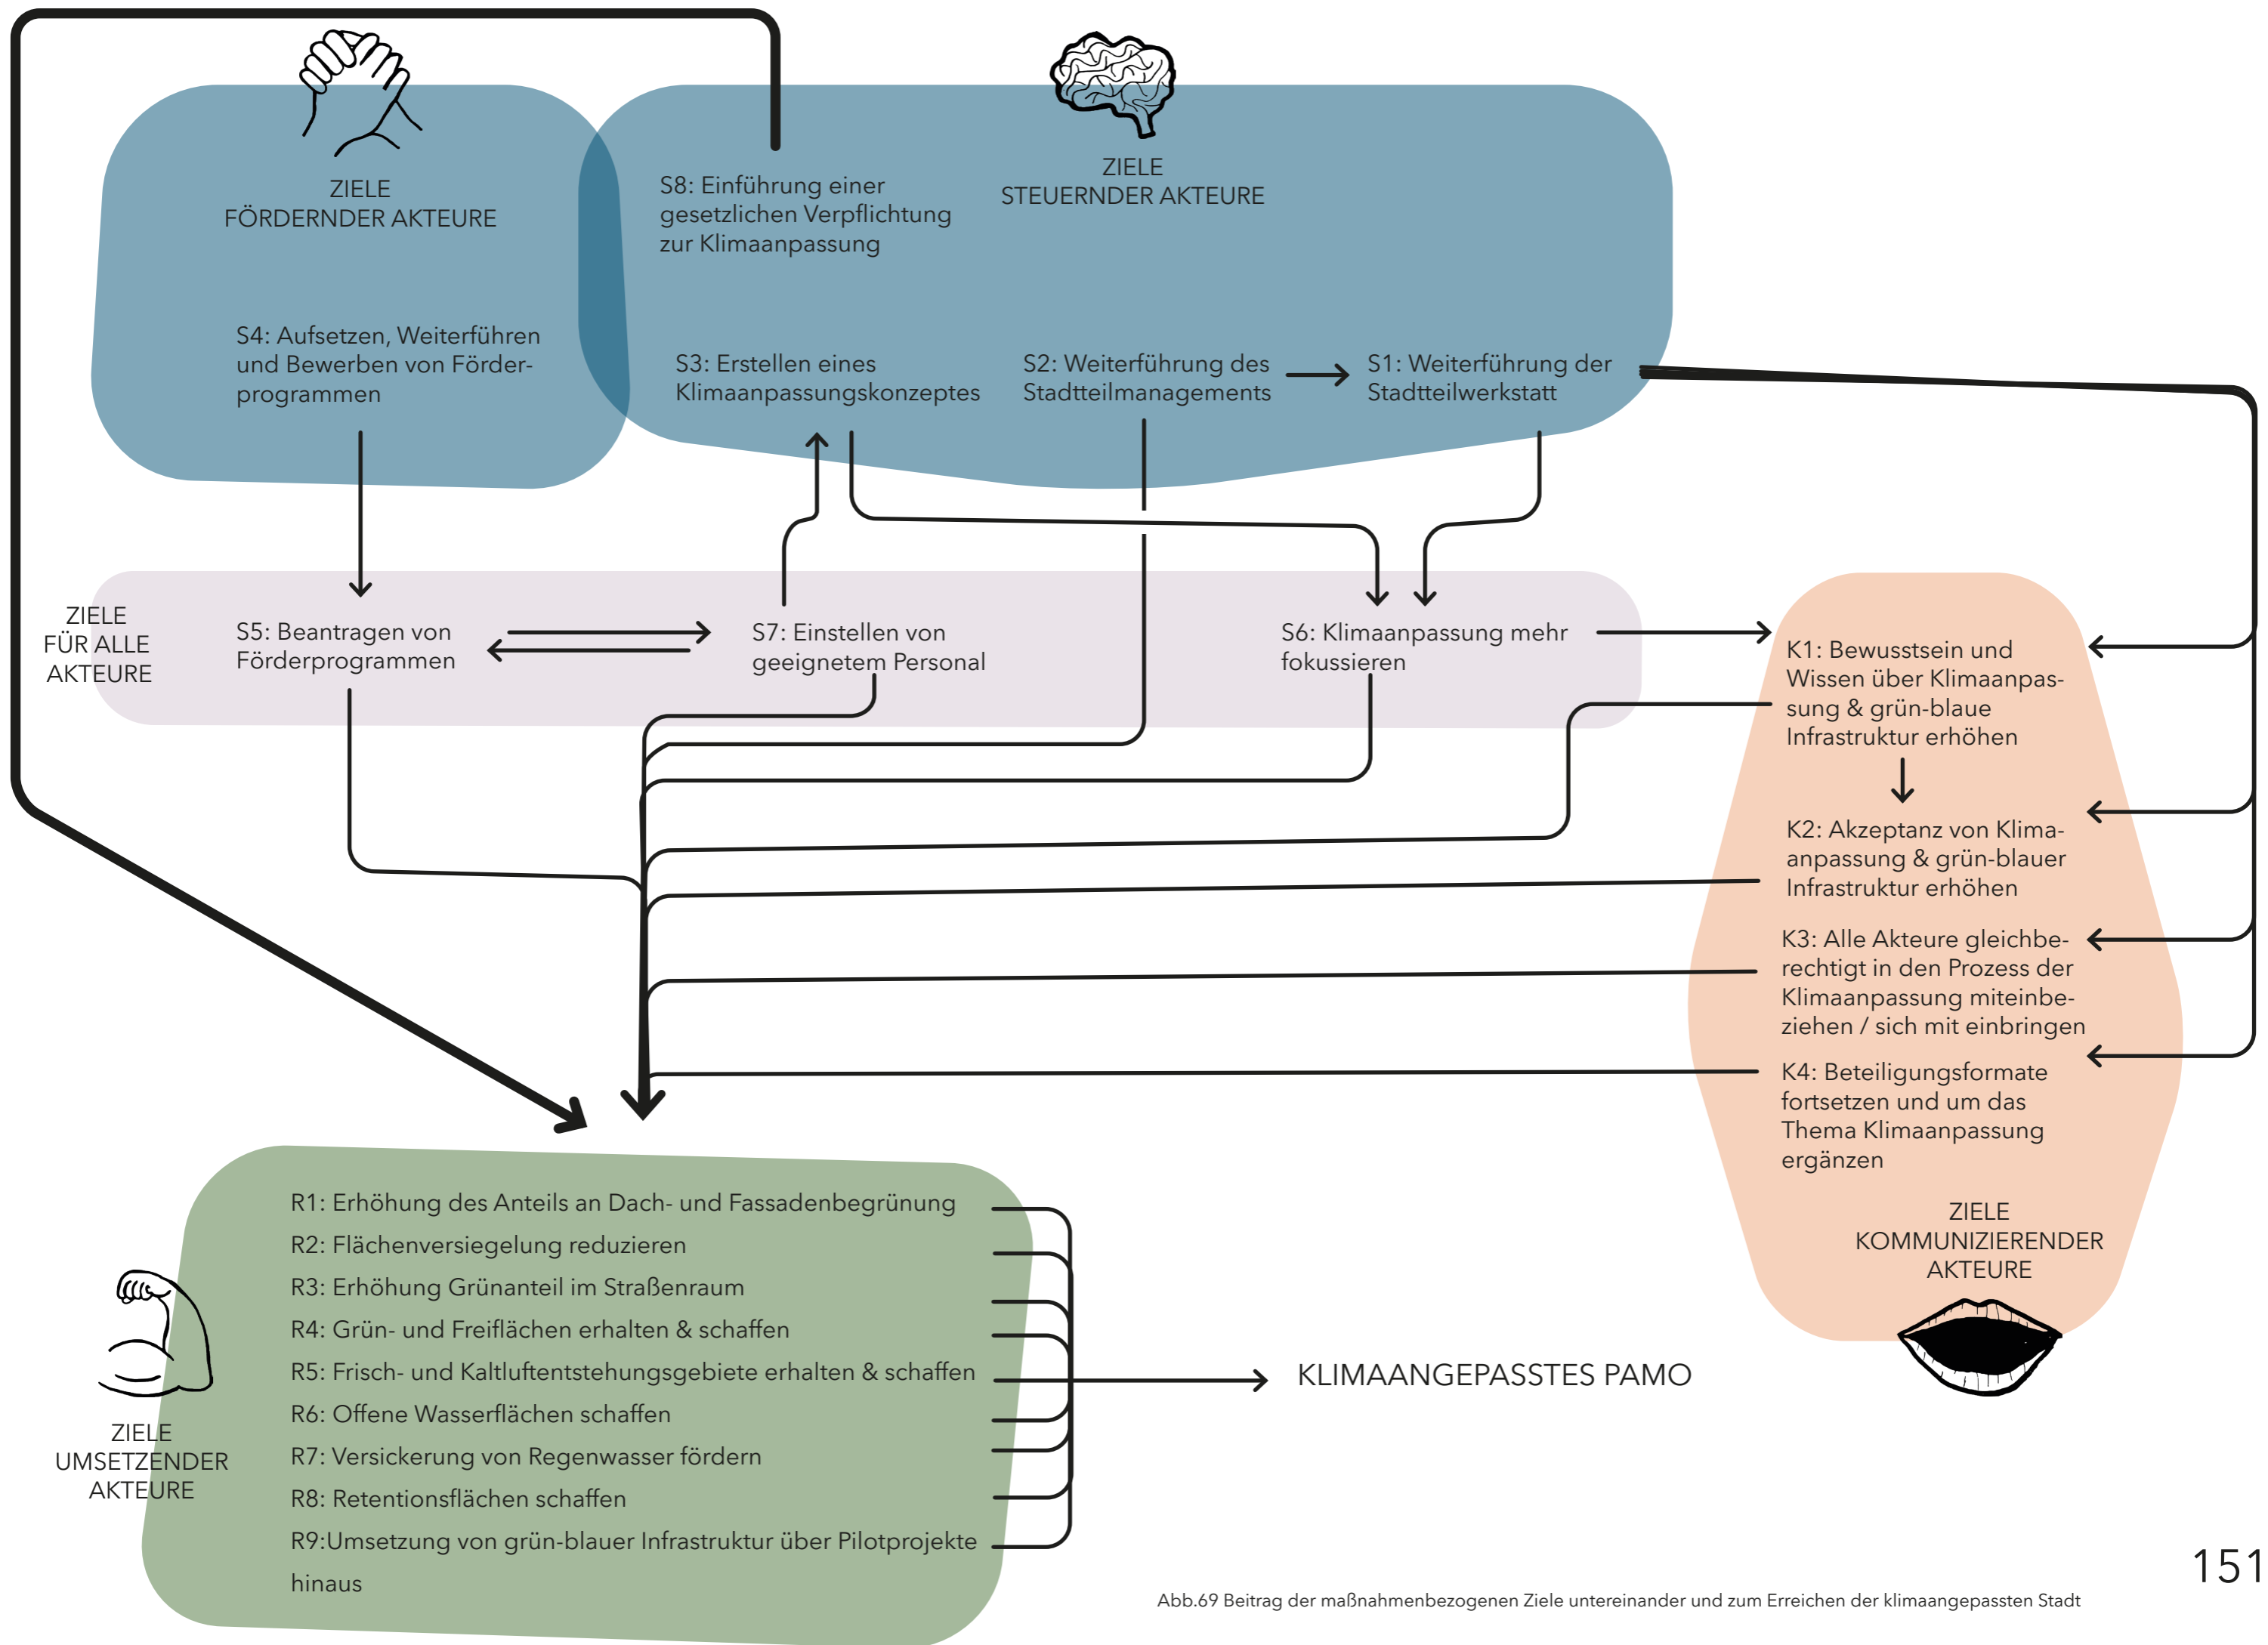 ZIELE
FÖRDERNDER AKTEURE
ZIELE
STEUERNDER AKTEURE
S8: Einführung einer
gesetzlichen Verpflichtung
zur Klimaanpassung
S4: Aufsetzen, Weiterführen
und Bewerben von Förder-
programmen
S3: Erstellen eines
Klimaanpassungskonzeptes
S2: Weiterführung des
Stadtteilmanagements
S1: Weiterführung der
Stadtteilwerkstatt
ZIELE
FÜR ALLE
AKTEURE
S5: Beantragen von
Förderprogrammen
S7: Einstellen von
geeignetem Personal
S6: Klimaanpassung mehr
fokussieren
K1: Bewusstsein und
Wissen über Klimaanpas-
sung & grün-blaue
Infrastruktur erhöhen
K2: Akzeptanz von Klima-
anpassung & grün-blauer
Infrastruktur erhöhen
K3: Alle Akteure gleichbe-
rechtigt in den Prozess der
Klimaanpassung miteinbe-
ziehen / sich mit einbringen
K4: Beteiligungsformate
fortsetzen und um das
Thema Klimaanpassung
ergänzen
ZIELE
KOMMUNIZIERENDER
AKTEURE
R1: Erhöhung des Anteils an Dach- und Fassadenbegrünung
R2: Flächenversiegelung reduzieren
R3: Erhöhung Grünanteil im Straßenraum
R4: Grün- und Freiflächen erhalten & schaffen
R5: Frisch- und Kaltluftentstehungsgebiete erhalten & schaffen
R6: Offene Wasserflächen schaffen
R7: Versickerung von Regenwasser fördern
R8: Retentionsflächen schaffen
R9:Umsetzung von grün-blauer Infrastruktur über Pilotprojekte
hinaus
ZIELE
UMSETZENDER
AKTEURE
KLIMAANGEPASSTES PAMO
151
Abb.69 Beitrag der maßnahmenbezogenen Ziele untereinander und zum Erreichen der klimaangepassten Stadt